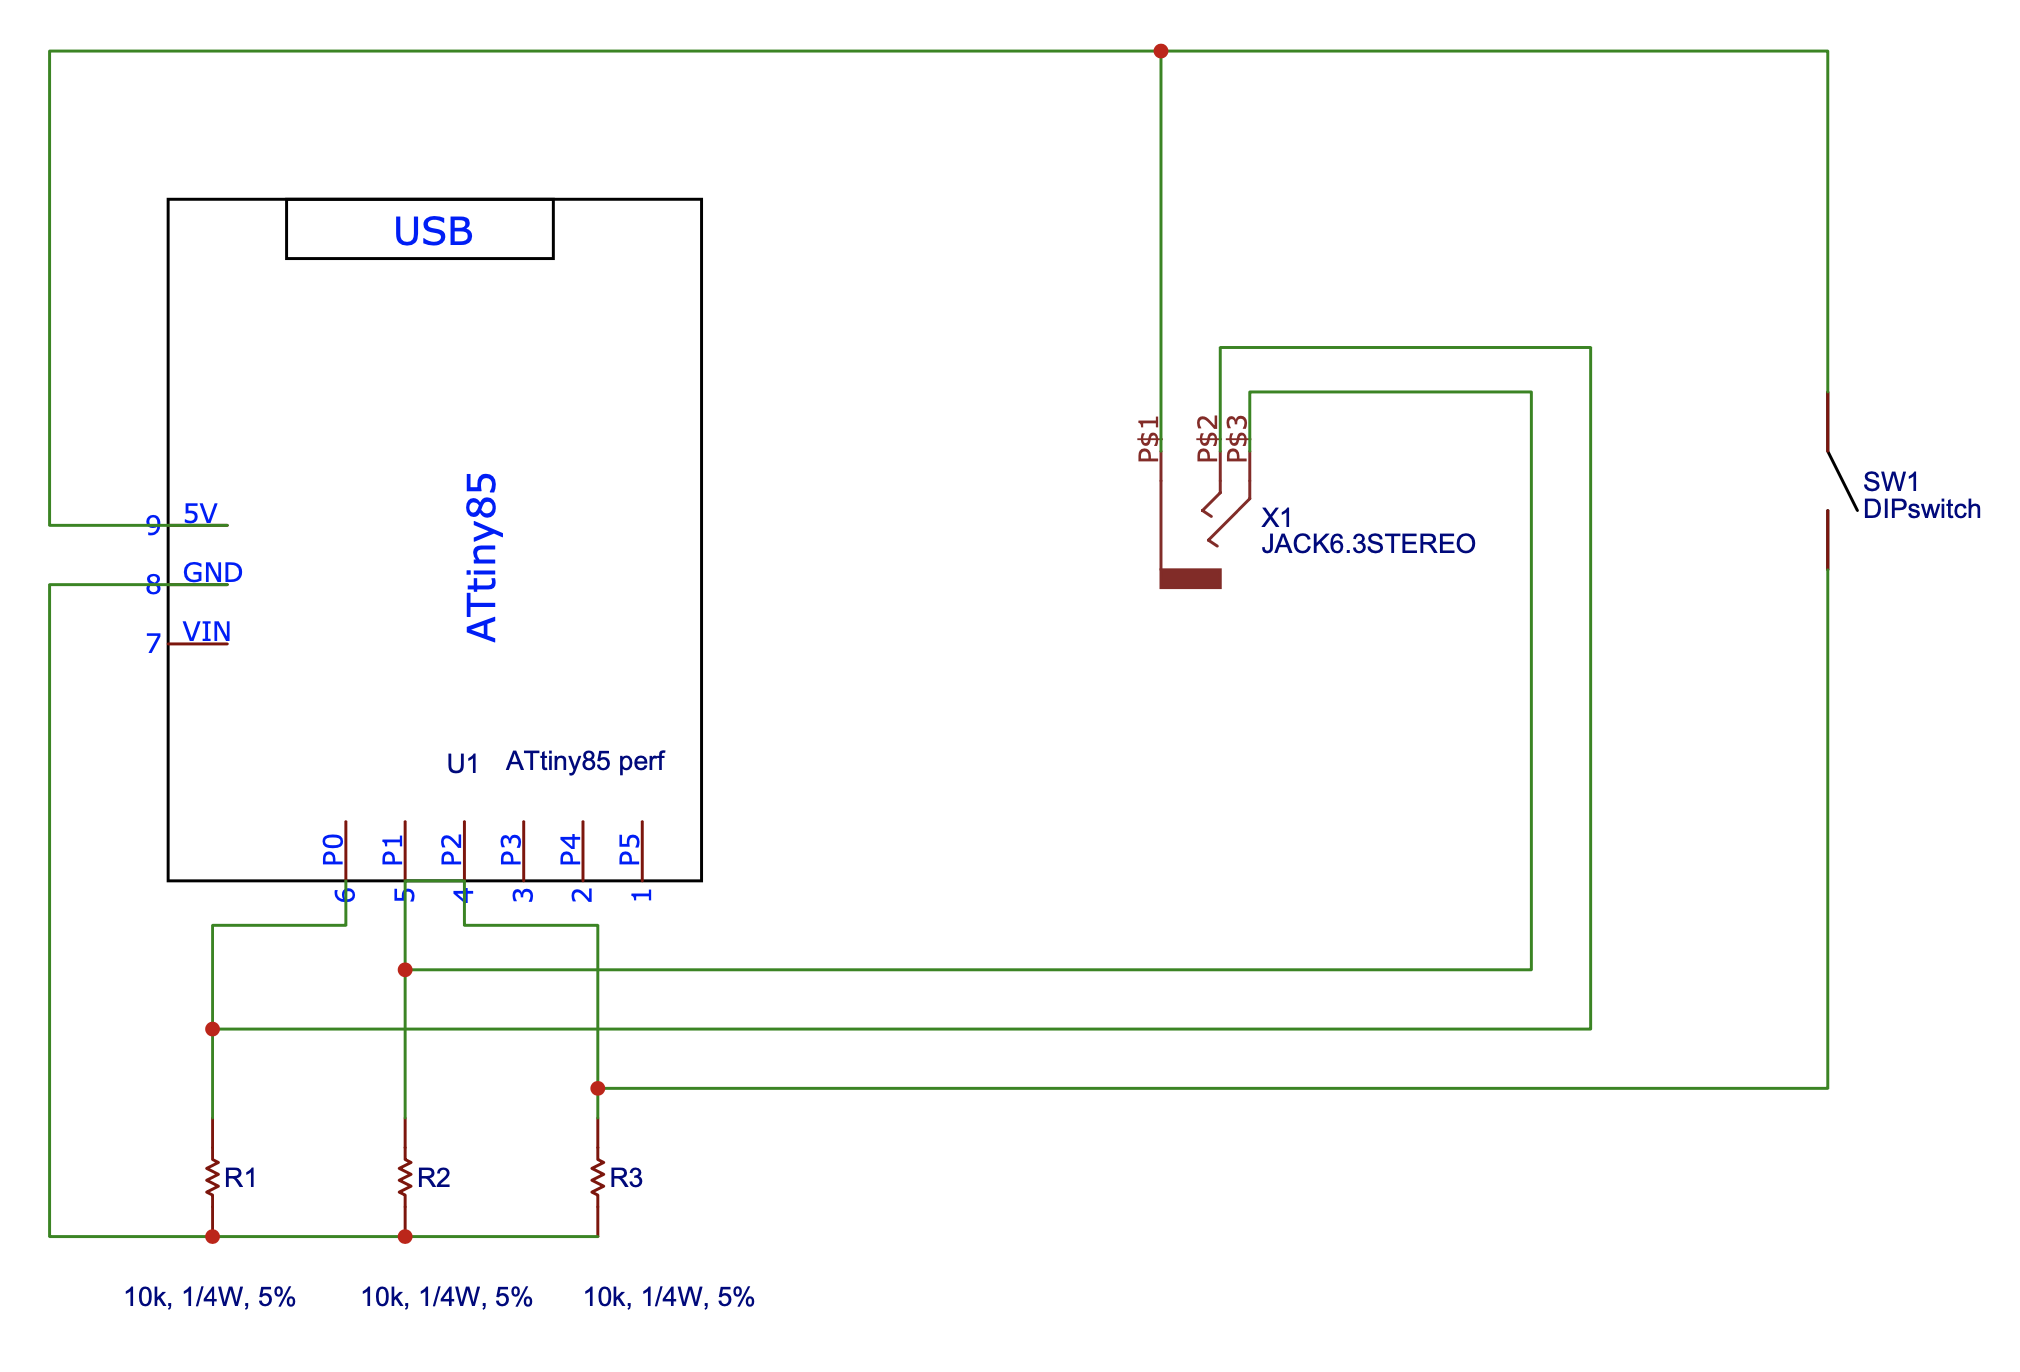 USB
ATtiny85
9 5V
8 GND
7 VIN
P$1
P$2
P$3
X1
JACK6.3STEREO
SW1
DIPswitch
U1 ATtiny85 perf
P0 P1 P2 P3 P4 P5
6 5 4 3 2 1
R1 R2 R3
10k, 1/4W, 5% 10k, 1/4W, 5% 10k, 1/4W, 5%